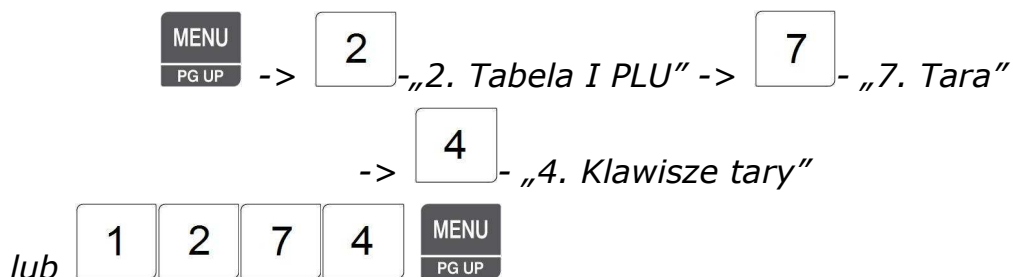 MENU PG UP -> 2 -„2. Tabela I PLU” -> 7 - „7. Tara”
-> 4 - „4. Klawisze tary”
lub 1 2 7 4 MENU PG UP